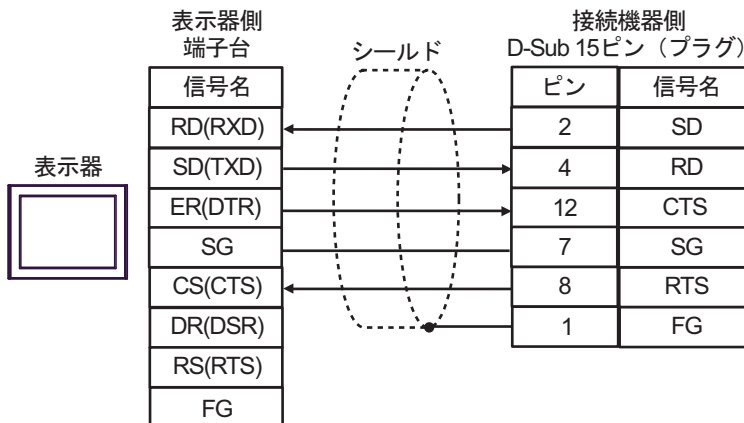 表示器側
端子台
シールド
接続機器側
D-Sub 15ピン（プラグ）
信号名
ピン
信号名
RD(RXD)
2
SD
表示器
SD(TXD)
4
RD
ER(DTR)
12
CTS
SG
7
SG
CS(CTS)
8
RTS
DR(DSR)
1
FG
RS(RTS)
FG